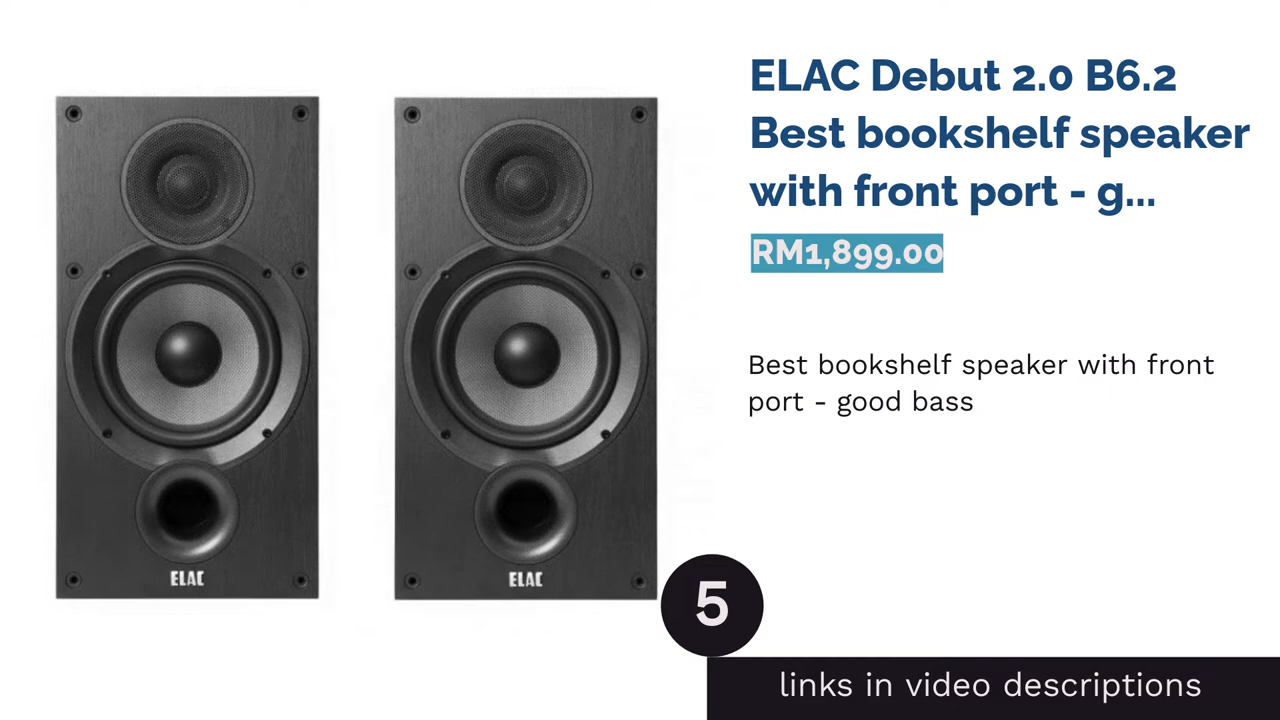 ELAC Debut 2.0 B6.2
Best bookshelf speaker
with front port - g...
RM1,899.00
Best bookshelf speaker with front
port - good bass
ELAC
ELAC
5
links in video descriptions